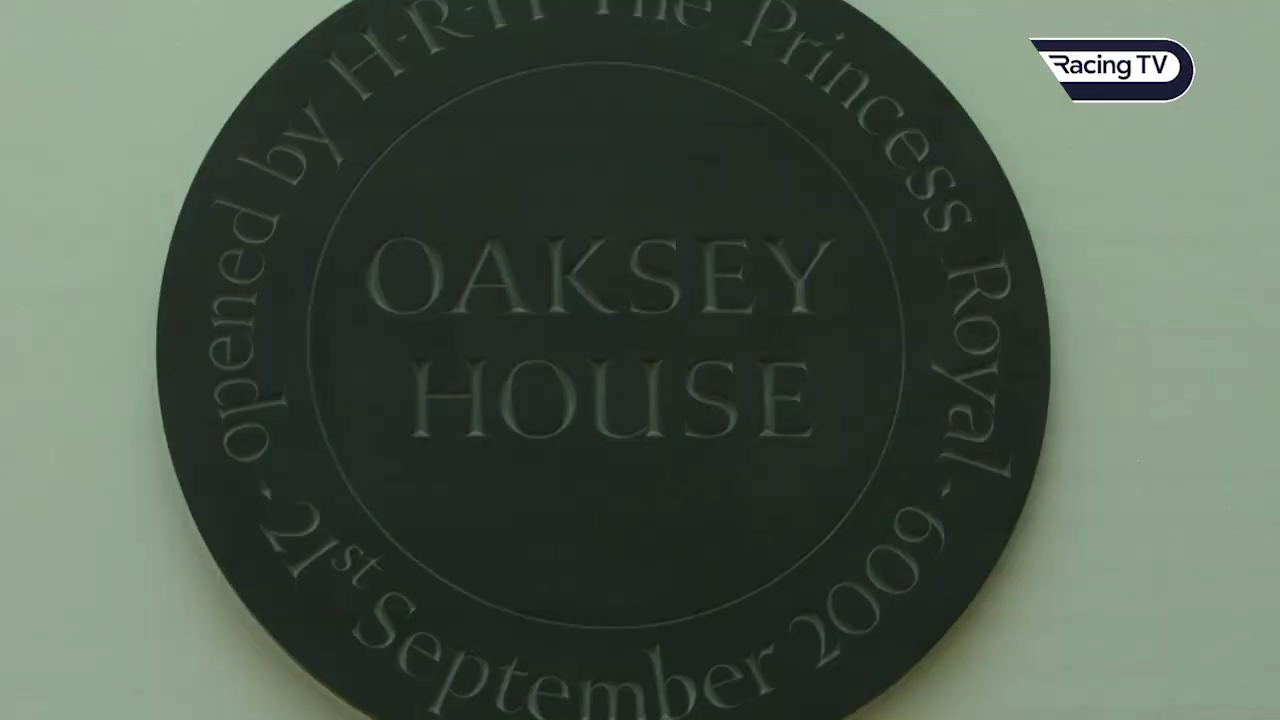 opened by H·R·H The Princess Royal ·
21st September 2009
OAKSEY
HOUSE
Racing TV